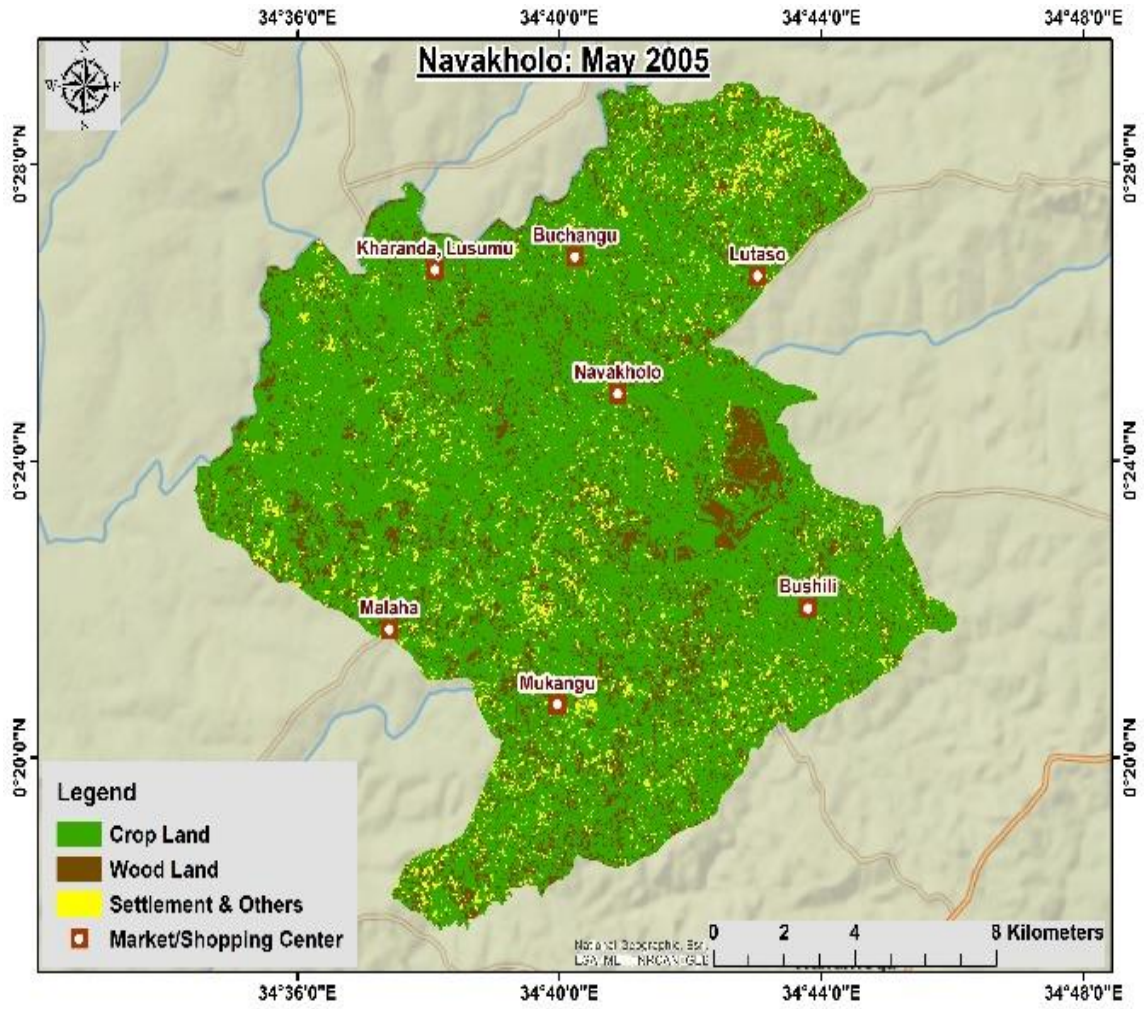 34°36'0"E 34°40'0"E 34°44'0"E 34°48'0"E
N
W E
Navakholo: May 2005
0°28'0"N 0°28'0"N
Buchangu
Kharanda, Lusumu
Lutaso
Navakholo
0°24'0"N 0°24'0"N
Bushili
Malaha
Mukangu
0°20'0"N 0°20'0"N
Legend
Crop Land
Wood Land
Settlement & Others
Market/Shopping Center
0 2 4 8 Kilometers
National Geographic, Esri,
34°36'0"E 34°40'0"E 34°44'0"E 34°48'0"E